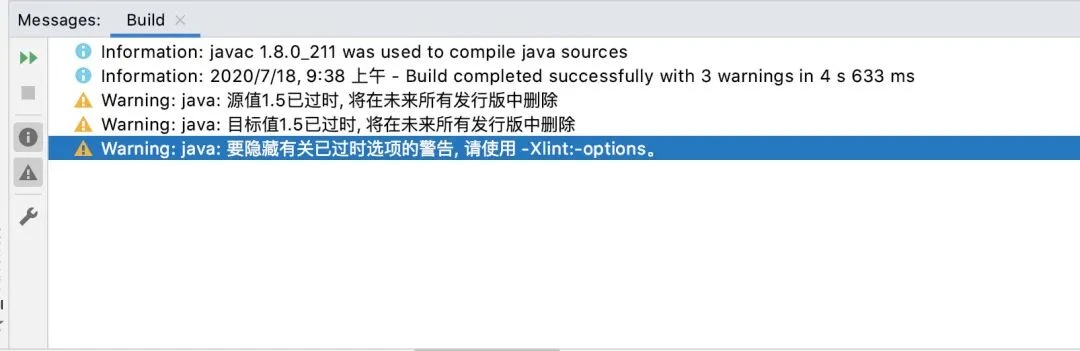 Messages: Build
Information: javac 1.8.0_211 was used to compile java sources
Information: 2020/7/18, 9:38 上午 - Build completed successfully with 3 warnings in 4 s 633 ms
Warning: java: 源值1.5已过时, 将在未来所有发行版中删除
Warning: java: 目标值1.5已过时, 将在未来所有发行版中删除
Warning: java: 要隐藏有关已过时选项的警告, 请使用 -Xlint:-options。